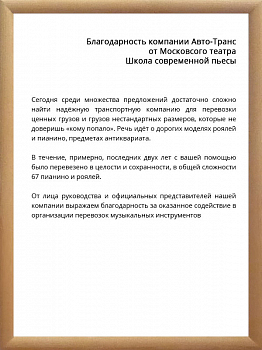 Благодарность компании Авто-Транс
от Московсого театра
Школа современной пьесы
Сегодня среди множества предложений достаточно сложно
найти надёжную транспортную компанию для перевозки
ценных грузов и грузов нестандартных размеров, которые не
доверишь «кому попало». Речь идёт о дорогих моделях роялей
и пианино, предметах антиквариата.
В течение, примерно, последних двух лет с вашей помощью
было перевезено в целости и сохранности, в общей сложности
67 пианино и роялей.
От лица руководства и официальных представителей нашей
компании выражаем благодарность за оказанное содействие в
организации перевозок музыкальных инструментов